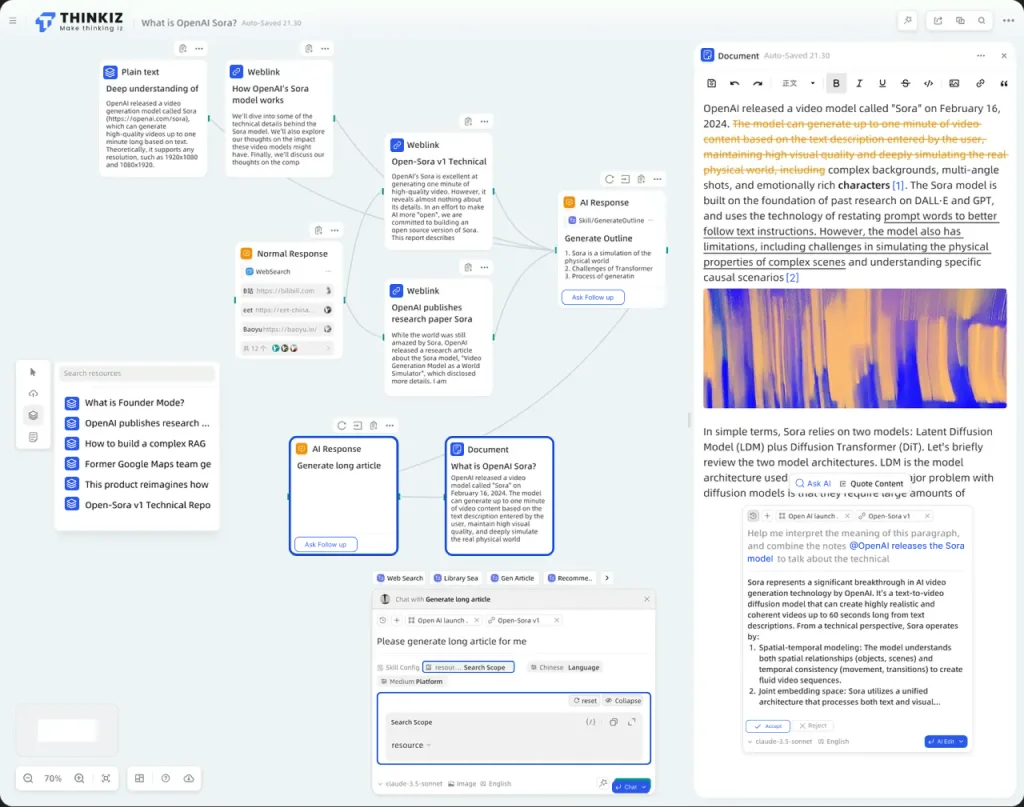 THINKIZ
Make thinking iz
What is OpenAI Sora? Auto-Saved 21.30
Plain text
Deep understanding of
OpenAI released a video
generation model called Sora
(https://openai.com/sora),
which can generate
high-quality videos up to one
minute long based on text.
Theoretically, it supports any
resolution, such as 1920x1080
and 1080x1920.
Weblink
How OpenAI's Sora
model works
We'll dive into some of the
technical details behind the
Sora model. We'll also explore
our thoughts on the impact
these video models might
have. Finally, we'll discuss our
thoughts on the comp
Weblink
Open-Sora v1 Technical
OpenAI's Sora is excellent at
generating one minute of
high-quality video. However, it
reveals almost nothing about
its details. In an effort to make
AI more "open", we are
committed to building an
open source version of Sora.
This report describes
AI Response
Skill/GenerateOutline
Generate Outline
1. Sora is a simulation of the
physical world
2. Challenges of Transformer
3. Process of generatin
Ask Follow up
Normal Response
WebSearch
B站 https://bilibili.com
eet https://eet-china...
Baoyu https://baoyu.io/
共 12 个
Weblink
OpenAI publishes
research paper Sora
While the world was still
amazed by Sora, OpenAI
released a research article
about the Sora model, "Video
Generation Model as a World
Simulator", which disclosed
more details. I am
Search resources
What is Founder Mode?
OpenAI publishes research ...
How to build a complex RAG
Former Google Maps team ge
This product reimagines how
Open-Sora v1 Technical Repo
AI Response
Generate long article
Ask Follow up
Document
What is OpenAI Sora?
OpenAI released a video
model called "Sora" on
February 16, 2024. The model
can generate up to one minute
of video content based on the
text description entered by the
user, maintain high visual
quality, and deeply simulate
the real physical world
Web Search Library Sea Gen Article Recomme..
Chat with Generate long article
Open AI launch . Open-Sora v1
Please generate long article for me
Skill Config resour... Search Scope Chinese Language
Medium Platform
reset Collapse
Search Scope
resource
claude-3.5-sonnet Image English
Chat
70%
Document Auto-Saved 21.30
正文 B I U S
OpenAI released a video model called "Sora" on February 16,
2024. The model can generate up to one minute of video
content based on the text description entered by the user,
maintaining high visual quality and deeply simulating the real
physical world, including complex backgrounds, multi-angle
shots, and emotionally rich characters [1]. The Sora model is
built on the foundation of past research on DALL·E and GPT,
and uses the technology of restating prompt words to better
follow text instructions. However, the model also has
limitations, including challenges in simulating the physical
properties of complex scenes and understanding specific
causal scenarios [2]
In simple terms, Sora relies on two models: Latent Diffusion
Model (LDM) plus Diffusion Transformer (DiT). Let's briefly
review the two model architectures. LDM is the model
architecture used jor problem with
Ask AI Quote Content
diffusion models is that they require large amounts of
Open AI launch . Open-Sora v1
Help me interpret the meaning of this paragraph,
and combine the notes @OpenAI releases the Sora
model to talk about the technical
Sora represents a significant breakthrough in AI video
generation technology by OpenAI. It's a text-to-video
diffusion model that can create highly realistic and
coherent videos up to 60 seconds long from text
descriptions. From a technical perspective, Sora operates
by:
1. Spatial-temporal modeling: The model understands
both spatial relationships (objects, scenes) and
temporal consistency (movement, transitions) to create
fluid video sequences.
2. Joint embedding space: Sora utilizes a unified
architecture that processes both text and visual...
Accept Reject
claude-3.5-sonnet English AI Edit